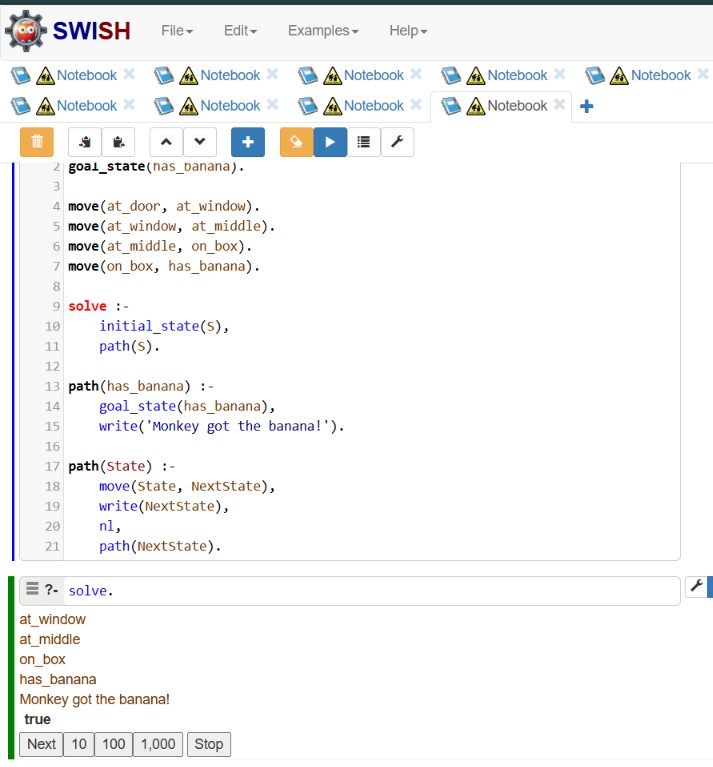 SWISH File Edit Examples Help
Notebook Notebook Notebook Notebook Notebook
Notebook Notebook Notebook Notebook
2 goal_state(has_banana).
3
4 move(at_door, at_window).
5 move(at_window, at_middle).
6 move(at_middle, on_box).
7 move(on_box, has_banana).
8
9 solve :-
10 initial_state(S),
11 path(S).
12
13 path(has_banana) :-
14 goal_state(has_banana),
15 write('Monkey got the banana!').
16
17 path(State) :-
18 move(State, NextState),
19 write(NextState),
20 nl,
21 path(NextState).
?- solve.
at_window
at_middle
on_box
has_banana
Monkey got the banana!
true
Next 10 100 1,000 Stop